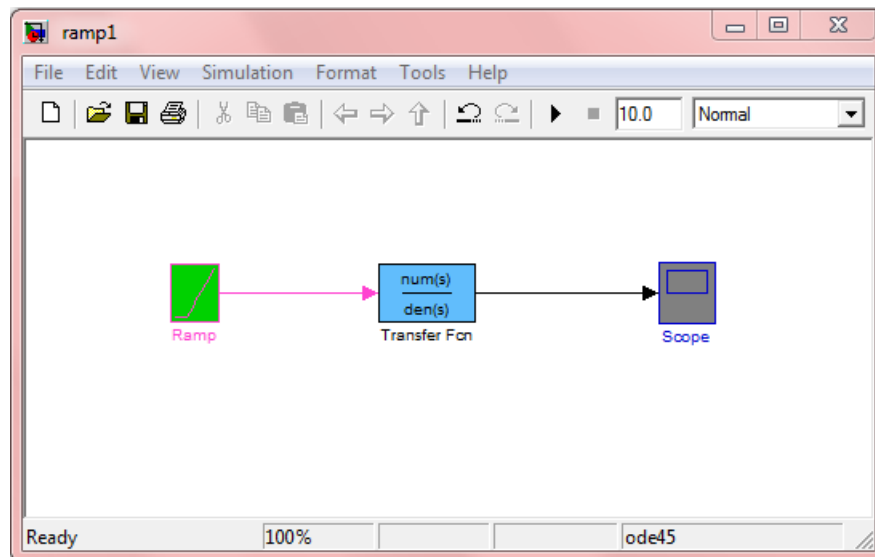 ramp1
File Edit View Simulation Format Tools Help
10.0 Normal
num(s)
den(s)
Ramp
Transfer Fcn
Scope
Ready 100% ode45